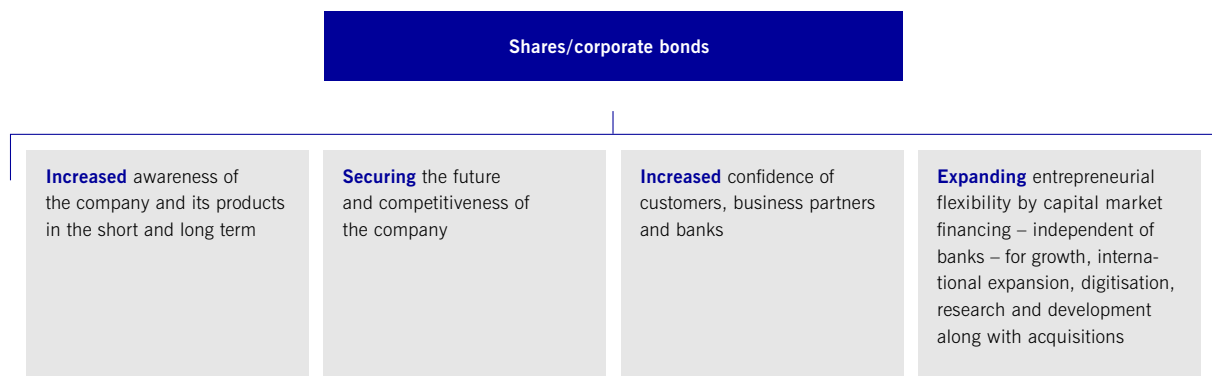 Shares/corporate bonds
Increased awareness of
the company and its products
in the short and long term
Securing the future
and competitiveness of
the company
Increased confidence of
customers, business partners
and banks
Expanding entrepreneurial
flexibility by capital market
financing – independent of
banks – for growth, interna-
tional expansion, digitisation,
research and development
along with acquisitions